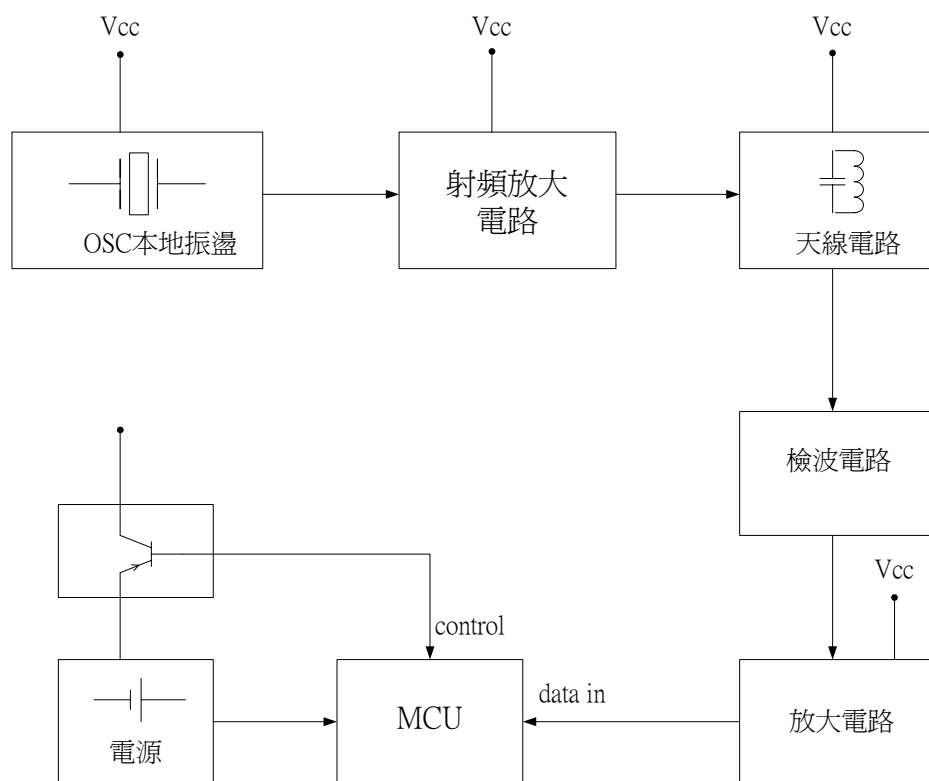 Vcc
Vcc
Vcc
OSC本地振盪
射頻放大
電路
天線電路
檢波電路
Vcc
control
data in
電源
MCU
放大電路